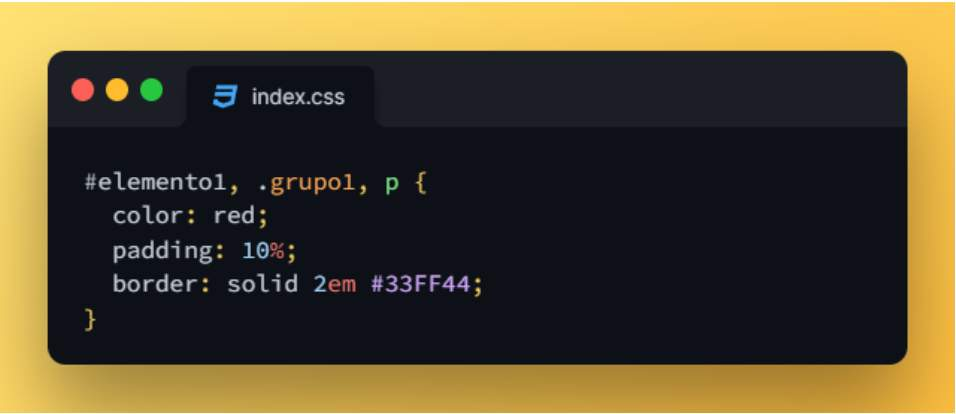 index.css
#elemento1, .grupo1, p {
  color: red;
  padding: 10%;
  border: solid 2em #33FF44;
}